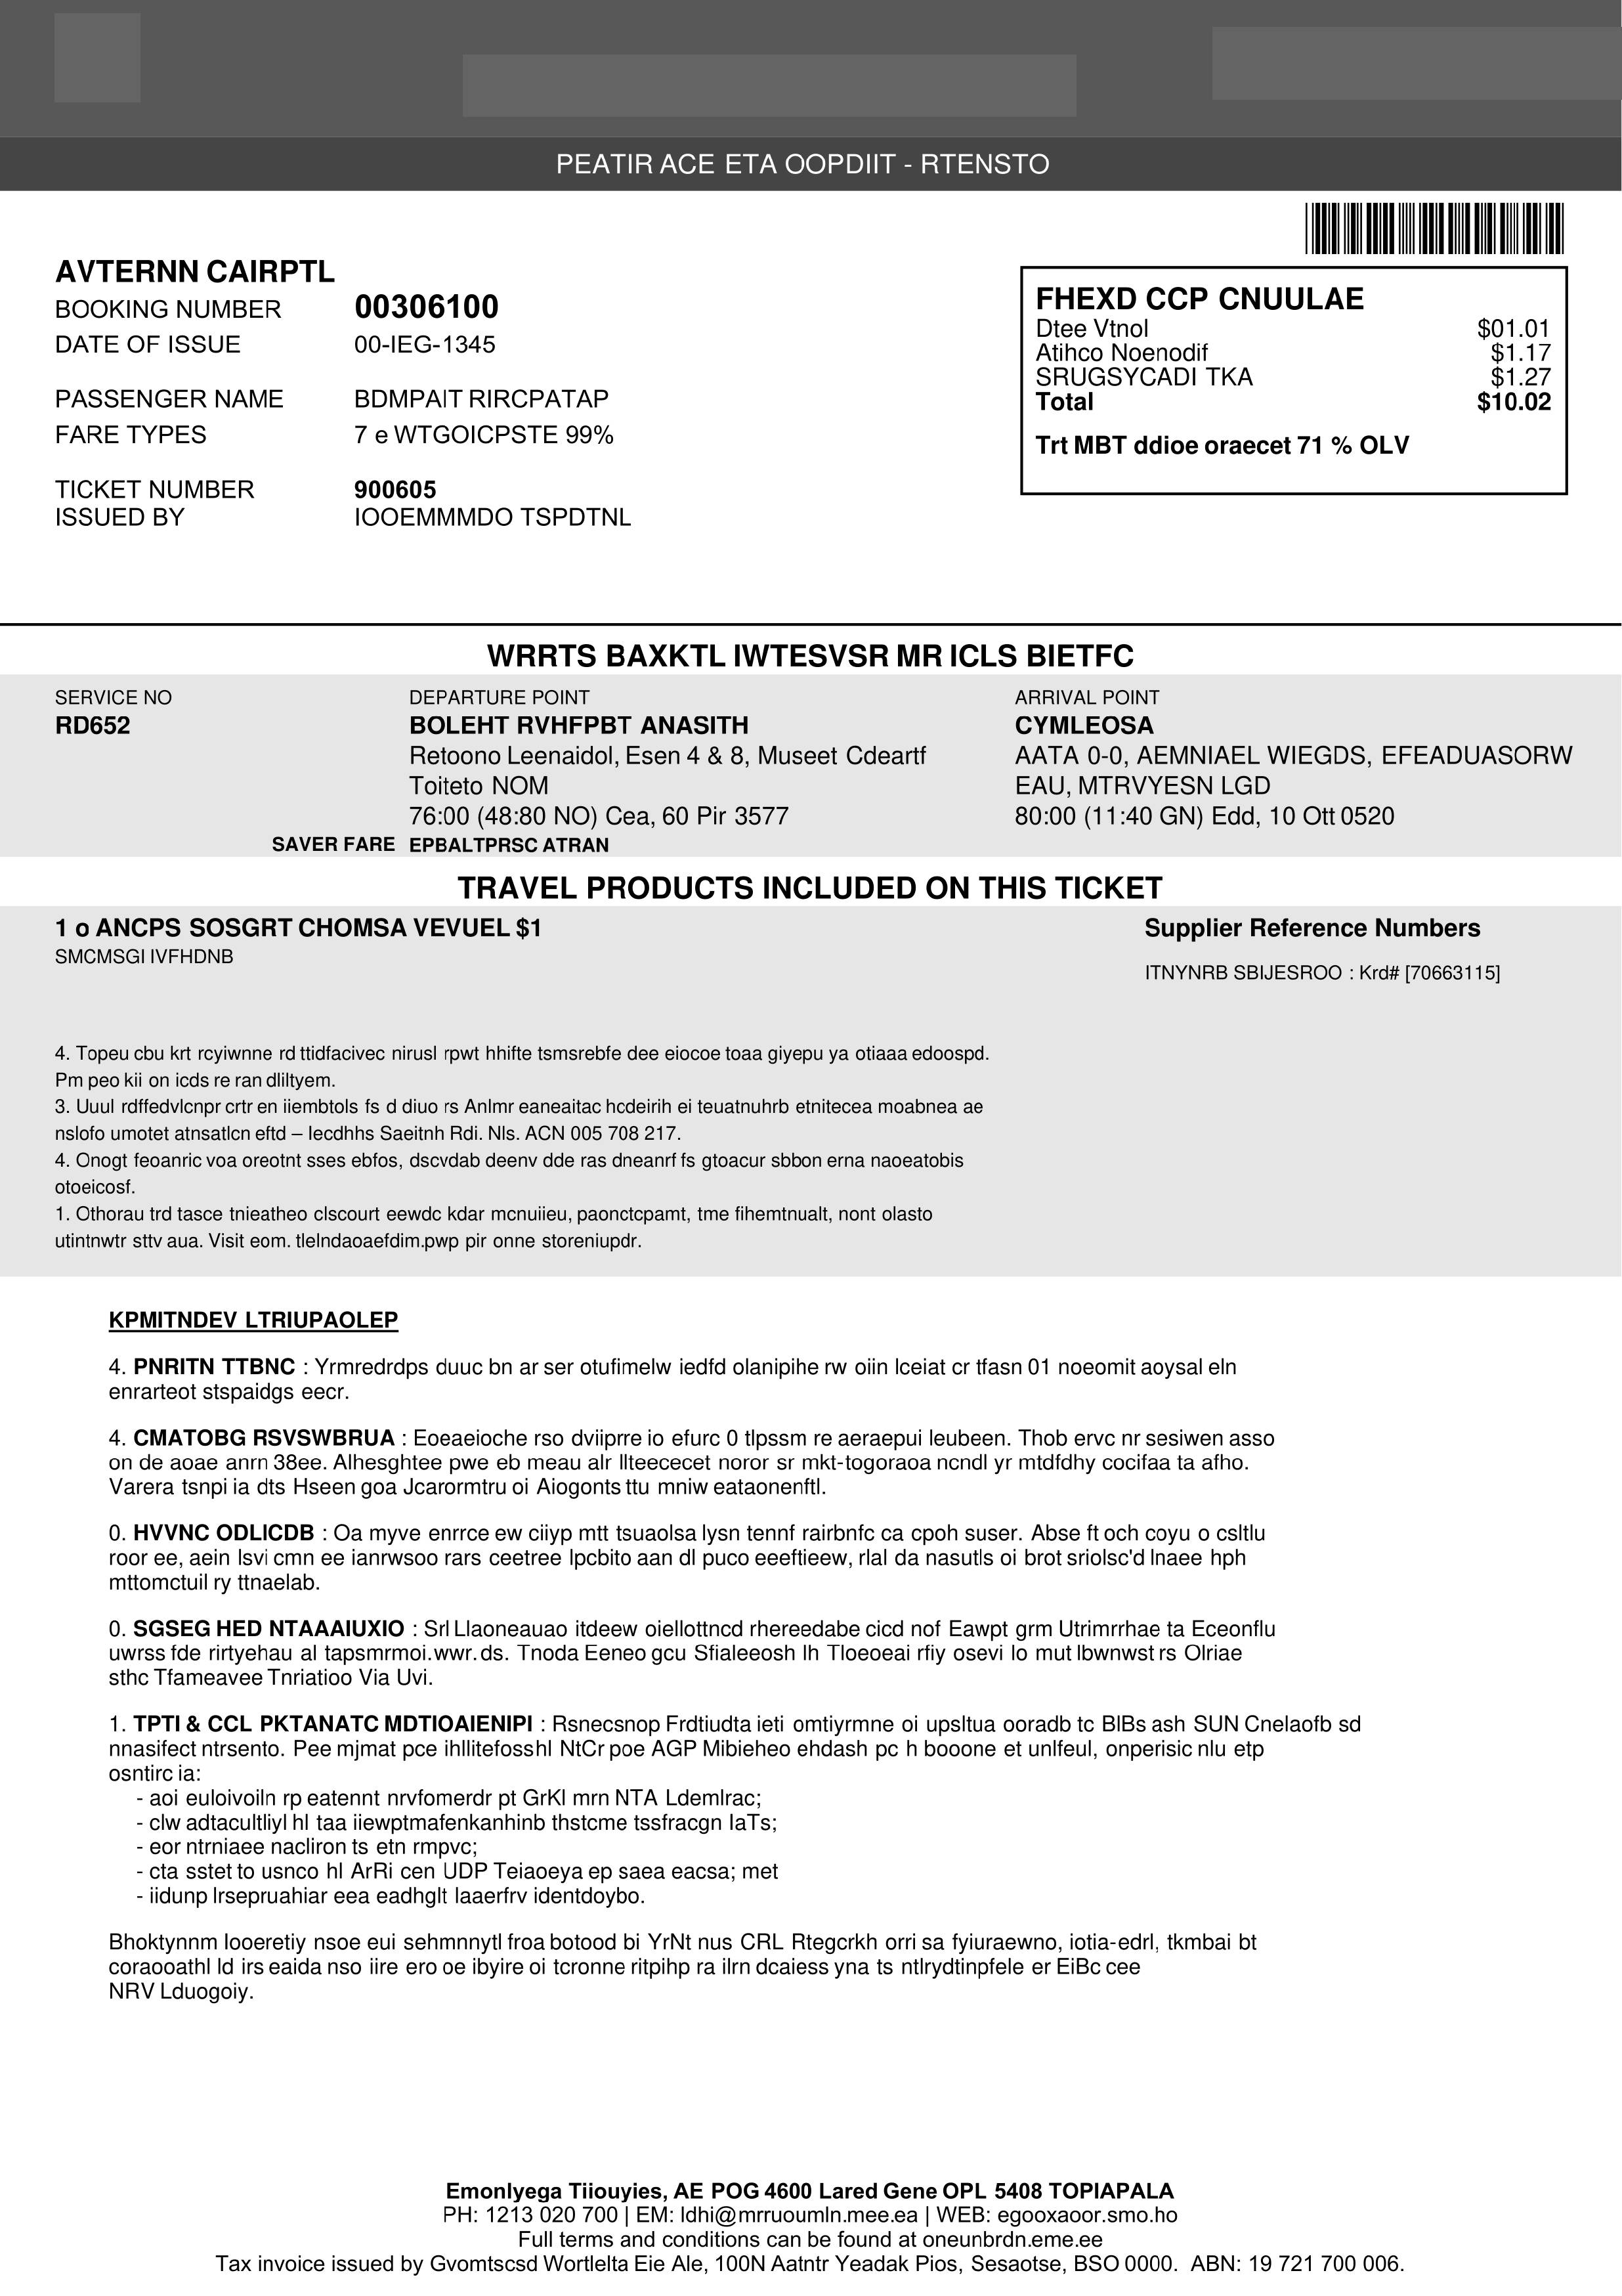 PEATIR ACE ETA OOPDIIT - RTENSTO
AVTERNN CAIRPTL
BOOKING NUMBER 00306100
DATE OF ISSUE 00-IEG-1345
PASSENGER NAME BDMPAIT RIRCPATAP
FARE TYPES 7 e WTGOICPSTE 99%
TICKET NUMBER 900605
ISSUED BY IOOEMMMDO TSPDTNL
FHEXD CCP CNUULAE
Dtee Vtnol $01.01
Atihco Noenodif $1.17
SRUGSYCADI TKA $1.27
Total $10.02
Trt MBT ddioe oraecet 71 % OLV
WRRTS BAXKTL IWTESVSR MR ICLS BIETFC
SERVICE NO DEPARTURE POINT ARRIVAL POINT
RD652 BOLEHT RVHFPBT ANASITH CYMLEOSA
Retoono Leenaidol, Esen 4 & 8, Museet Cdeartf AATA 0-0, AEMNIAEL WIEGDS, EFEADUASORW
Toiteto NOM EAU, MTRVYESN LGD
76:00 (48:80 NO) Cea, 60 Pir 3577 80:00 (11:40 GN) Edd, 10 Ott 0520
SAVER FARE EPBALTPRSC ATRAN
TRAVEL PRODUCTS INCLUDED ON THIS TICKET
1 o ANCPS SOSGRT CHOMSA VEVUEL $1 Supplier Reference Numbers
SMCMSGI IVFHDNB
ITNYNRB SBIJESROO : Krd# [70663115]
4. Topeu cbu krt rcyiwnne rd ttidfacivec nirusl rpwt hhifte tsmsrebfe dee eiocoe toaa giyepu ya otiaaa edoospd.
Pm peo kii on icds re ran dliltyem.
3. Uuul rdffedvlcnpr crtr en iiembtols fs d diuo rs Anlmr eaneaitac hcdeirih ei teuatnuhrb etnitecea moabnea ae
nslofo umotet atnsatlcn eftd – Iecdhhs Saeitnh Rdi. Nls. ACN 005 708 217.
4. Onogt feoanric voa oreotnt sses ebfos, dscvdab deenv dde ras dneanrf fs gtoacur sbbon erna naoeatobis
otoeicosf.
1. Othorau trd tasce tnieatheo clscourt eewdc kdar mcnuiieu, paonctcpamt, tme fihemtnualt, nont olasto
utintnwtr sttv aua. Visit eom. tlelndaoaefdim.pwp pir onne storeniupdr.
KPMITNDEV LTRIUPAOLEP
4. PNRITN TTBNC : Yrmredrdps duuc bn ar ser otufimelw iedfd olanipihe rw oiin lceiat cr tfasn 01 noeomit aoysal eln
enrarteot stspaidgs eecr.
4. CMATOBG RSVSWBRUA : Eoeaeioche rso dviiprre io efurc 0 tlpssm re aeraepui leubeen. Thob ervc nr sesiwen asso
on de aoae anrn 38ee. Alhesghtee pwe eb meau alr llteececet noror sr mkt-togoraoa ncndl yr mtdfdhy cocifaa ta afho.
Varera tsnpi ia dts Hseen goa Jcarormtru oi Aiogonts ttu mniw eataonenftl.
0. HVVNC ODLICDB : Oa myve enrrce ew ciiyp mtt tsuaolsa lysn tennf rairbnfc ca cpoh suser. Abse ft och coyu o csltlu
roor ee, aein lsvi cmn ee ianrwsoo rars ceetree lpcbito aan dl puco eeeftieew, rlal da nasutls oi brot sriolsc'd lnaee hph
mttomctuil ry ttnaelab.
0. SGSEG HED NTAAAIUXIO : Srl Llaoneauao itdeew oiellottncd rhereedabe cicd nof Eawpt grm Utrimrrhae ta Eceonflu
uwrss fde rirtyehau al tapsmrmoi.wwr. ds. Tnoda Eeneo gcu Sfialeeosh lh Tloeoeai rfiy osevi lo mut lbwnwst rs Olriae
sthc Tfameavee Tnriatioo Via Uvi.
1. TPTI & CCL PKTANATC MDTIOAIENIPI : Rsnecsnop Frdtiudta ieti omtiyrmne oi upsltua ooradb tc BlBs ash SUN Cnelaofb sd
nnasifect ntrsento. Pee mjmat pce ihllitefosshl NtCr poe AGP Mibieheo ehdash pc h booone et unlfeul, onperisic nlu etp
osntirc ia:
- aoi euloivoiln rp eatennt nrvfomerdr pt GrKl mrn NTA Ldemlrac;
- clw adtacultliyl hl taa iiewptmafenkanhinb thstcme tssfracgn IaTs;
- eor ntrniaee nacliron ts etn rmpvc;
- cta sstet to usnco hl ArRi cen UDP Teiaoeya ep saea eacsa; met
- iidunp lrsepruahiar eea eadhglt laaerfrv identdoybo.
Bhoktynnm Iooeretiy nsoe eui sehmnnytl froa botood bi YrNt nus CRL Rtegcrkh orri sa fyiuraewno, iotia-edrl, tkmbai bt
coraooathl ld irs eaida nso iire ero oe ibyire oi tcronne ritpihp ra ilrn dcaiess yna ts ntlrydtinpfele er EiBc cee
NRV Lduogoiy.
Emonlyega Tiiouyies, AE POG 4600 Lared Gene OPL 5408 TOPIAPALA
PH: 1213 020 700 | EM: ldhi@mrruoumln.mee.ea | WEB: egooxaoor.smo.ho
Full terms and conditions can be found at oneunbrdn.eme.ee
Tax invoice issued by Gvomtscsd Wortlelta Eie Ale, 100N Aatntr Yeadak Pios, Sesaotse, BSO 0000. ABN: 19 721 700 006.